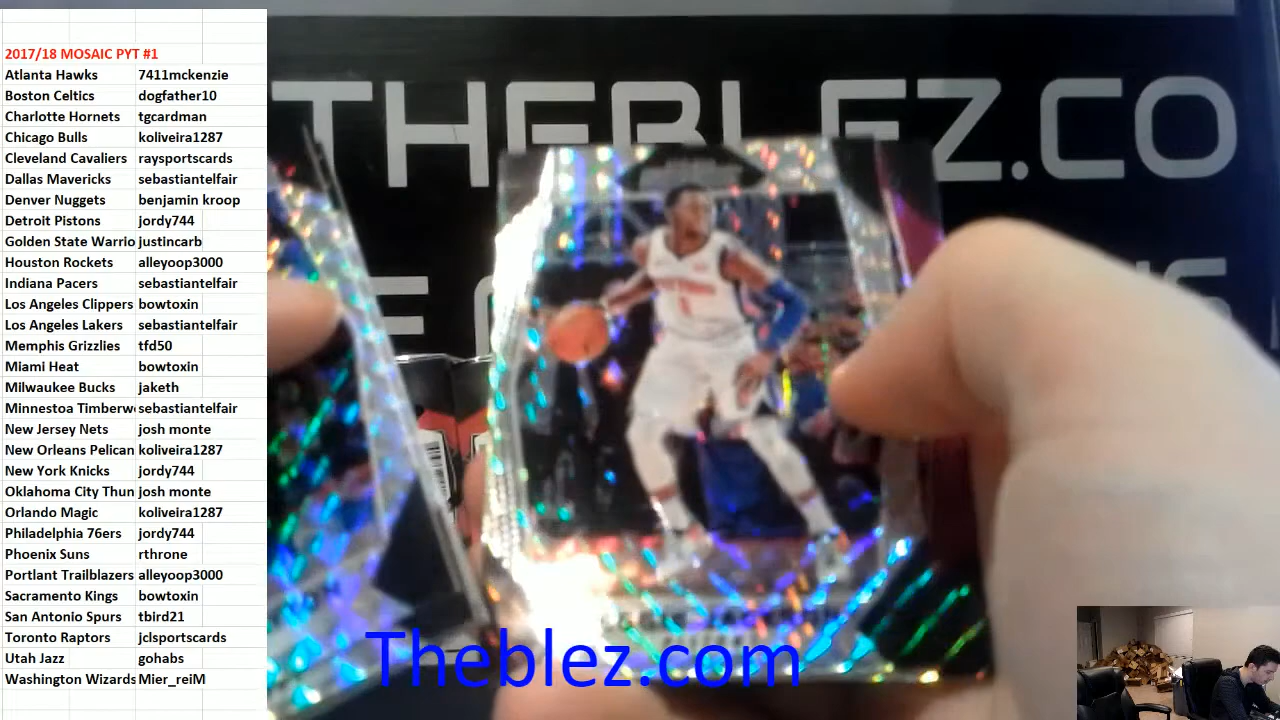 2017/18 MOSAIC PYT #1
Atlanta Hawks 7411mckenzie
Boston Celtics dogfather10
Charlotte Hornets tgcardman
Chicago Bulls koliveira1287
Cleveland Cavaliers raysportscards
Dallas Mavericks sebastiantelfair
Denver Nuggets benjamin kroop
Detroit Pistons jordy744
Golden State Warrio justincarb
Houston Rockets alleyoop3000
Indiana Pacers sebastiantelfair
Los Angeles Clippers bowtoxin
Los Angeles Lakers sebastiantelfair
Memphis Grizzlies tfd50
Miami Heat bowtoxin
Milwaukee Bucks jaketh
Minnestoa Timberw sebastiantelfair
New Jersey Nets josh monte
New Orleans Pelican koliveira1287
New York Knicks jordy744
Oklahoma City Thun josh monte
Orlando Magic koliveira1287
Philadelphia 76ers jordy744
Phoenix Suns rthrone
Portlant Trailblazers alleyoop3000
Sacramento Kings bowtoxin
San Antonio Spurs tbird21
Toronto Raptors jclsportscards
Utah Jazz gohabs
Washington Wizards Mier_reiM
THEBLEZ.CO
Theblez.com